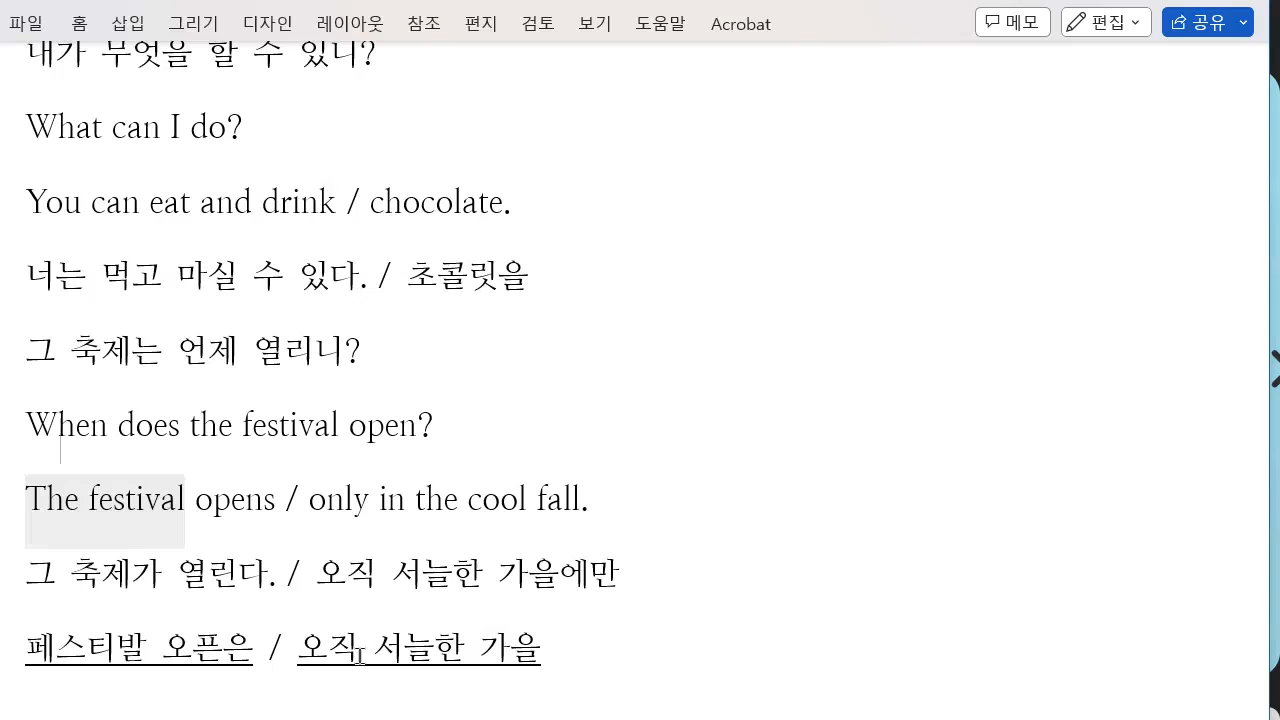 파일 홈 삽입 그리기 디자인 레이아웃 참조 편지 검토 보기 도움말 Acrobat 메모 편집 공유
내가 무엇을 할 수 있니?
What can I do?
You can eat and drink / chocolate.
너는 먹고 마실 수 있다. / 초콜릿을
그 축제는 언제 열리니?
When does the festival open?
The festival opens / only in the cool fall.
그 축제가 열린다. / 오직 서늘한 가을에만
페스티발 오픈은 / 오직 서늘한 가을